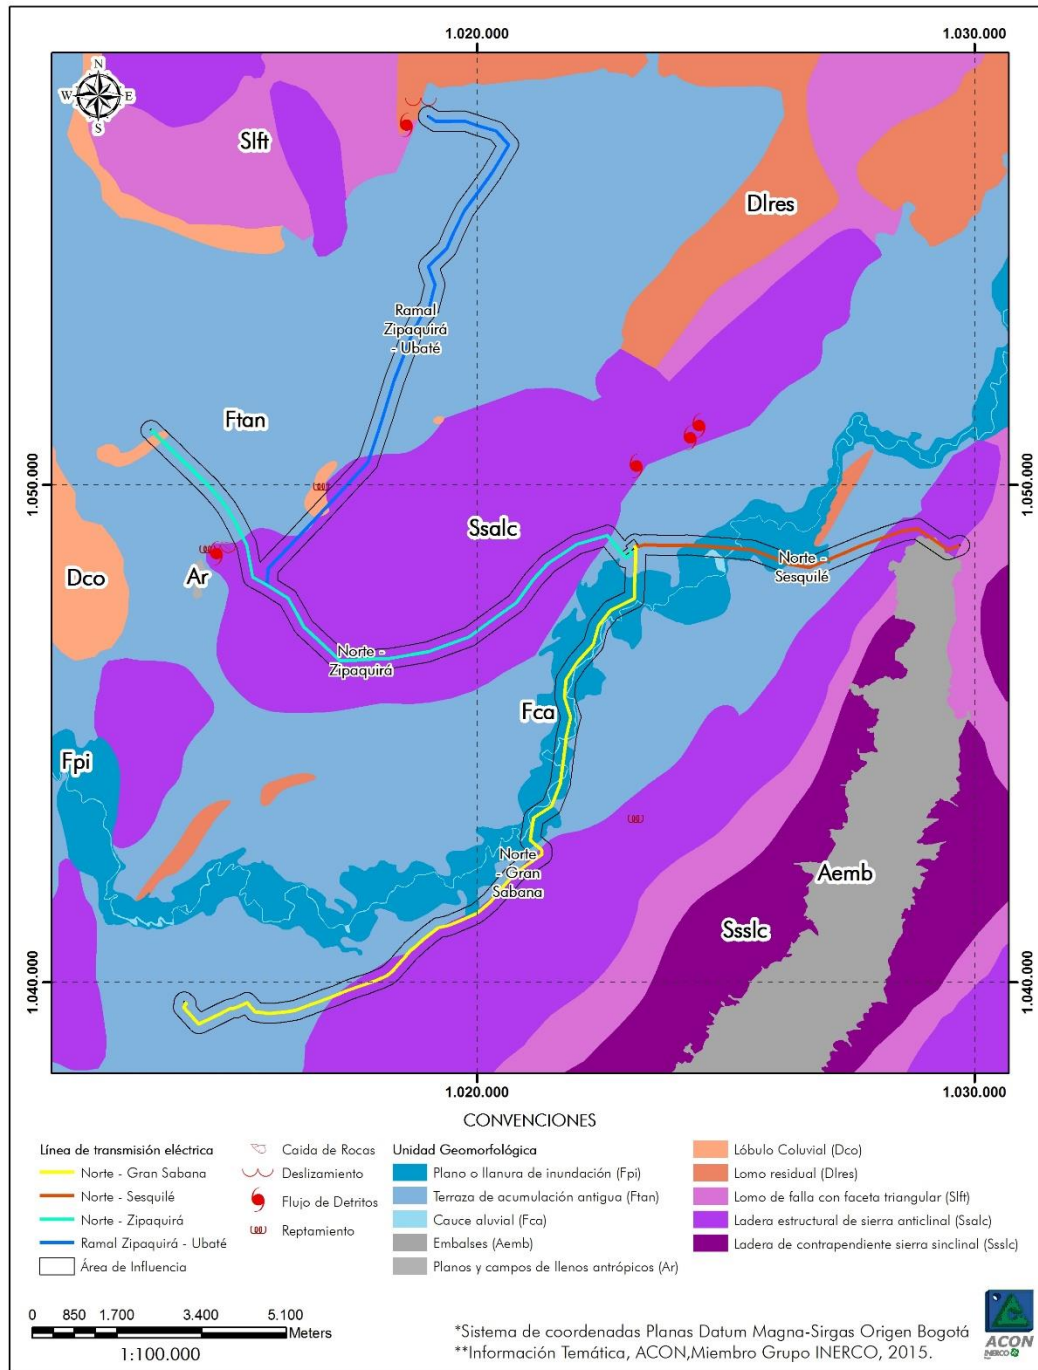 1.020.000
1.030.000
N
W
E
S
Slft
Dlres
Ramal
Zipaquirá
- Ubaté
Ftan
1.050.000
1.050.000
Ssalc
Dco
Ar
Norte -
Sesquilé
Norte -
Zipaquirá
Fca
Fpi
Norte
- Gran
Sabana
Aemb
Ssslc
1.040.000
1.040.000
1.020.000
1.030.000
CONVENCIONES
Línea de transmisión eléctrica
Norte - Gran Sabana
Norte - Sesquilé
Norte - Zipaquirá
Ramal Zipaquirá - Ubaté
Área de Influencia
Caida de Rocas
Deslizamiento
Flujo de Detritos
Reptamiento
Unidad Geomorfológica
Plano o llanura de inundación (Fpi)
Terraza de acumulación antigua (Ftan)
Cauce aluvial (Fca)
Embalses (Aemb)
Planos y campos de llenos antrópicos (Ar)
Lóbulo Coluvial (Dco)
Lomo residual (Dlres)
Lomo de falla con faceta triangular (Slft)
Ladera estructural de sierra anticlinal (Ssalc)
Ladera de contrapendiente sierra sinclinal (Ssslc)
0 850 1.700 3.400 5.100
Meters
1:100.000
*Sistema de coordenadas Planas Datum Magna-Sirgas Origen Bogotá
**Información Temática, ACON,Miembro Grupo INERCO, 2015.
ACON
INERCO